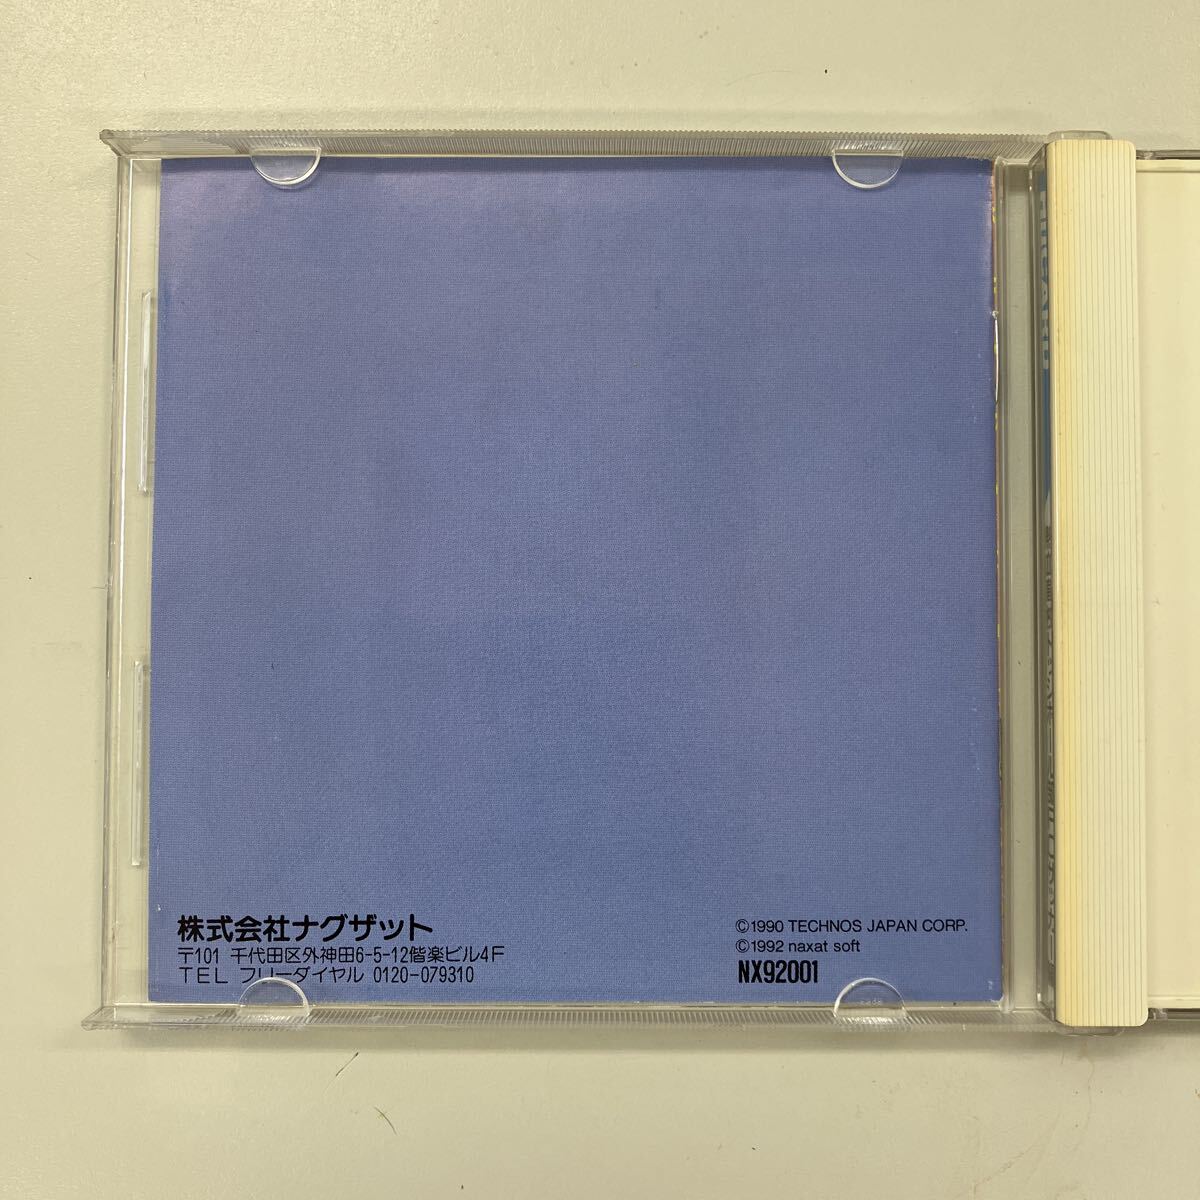 株式会社ナグザット
〒101 千代田区外神田6-5-12偕楽ビル4F
TEL フリーダイヤル 0120-079310
©1990 TECHNOS JAPAN CORP.
©1992 naxat soft
NX92001